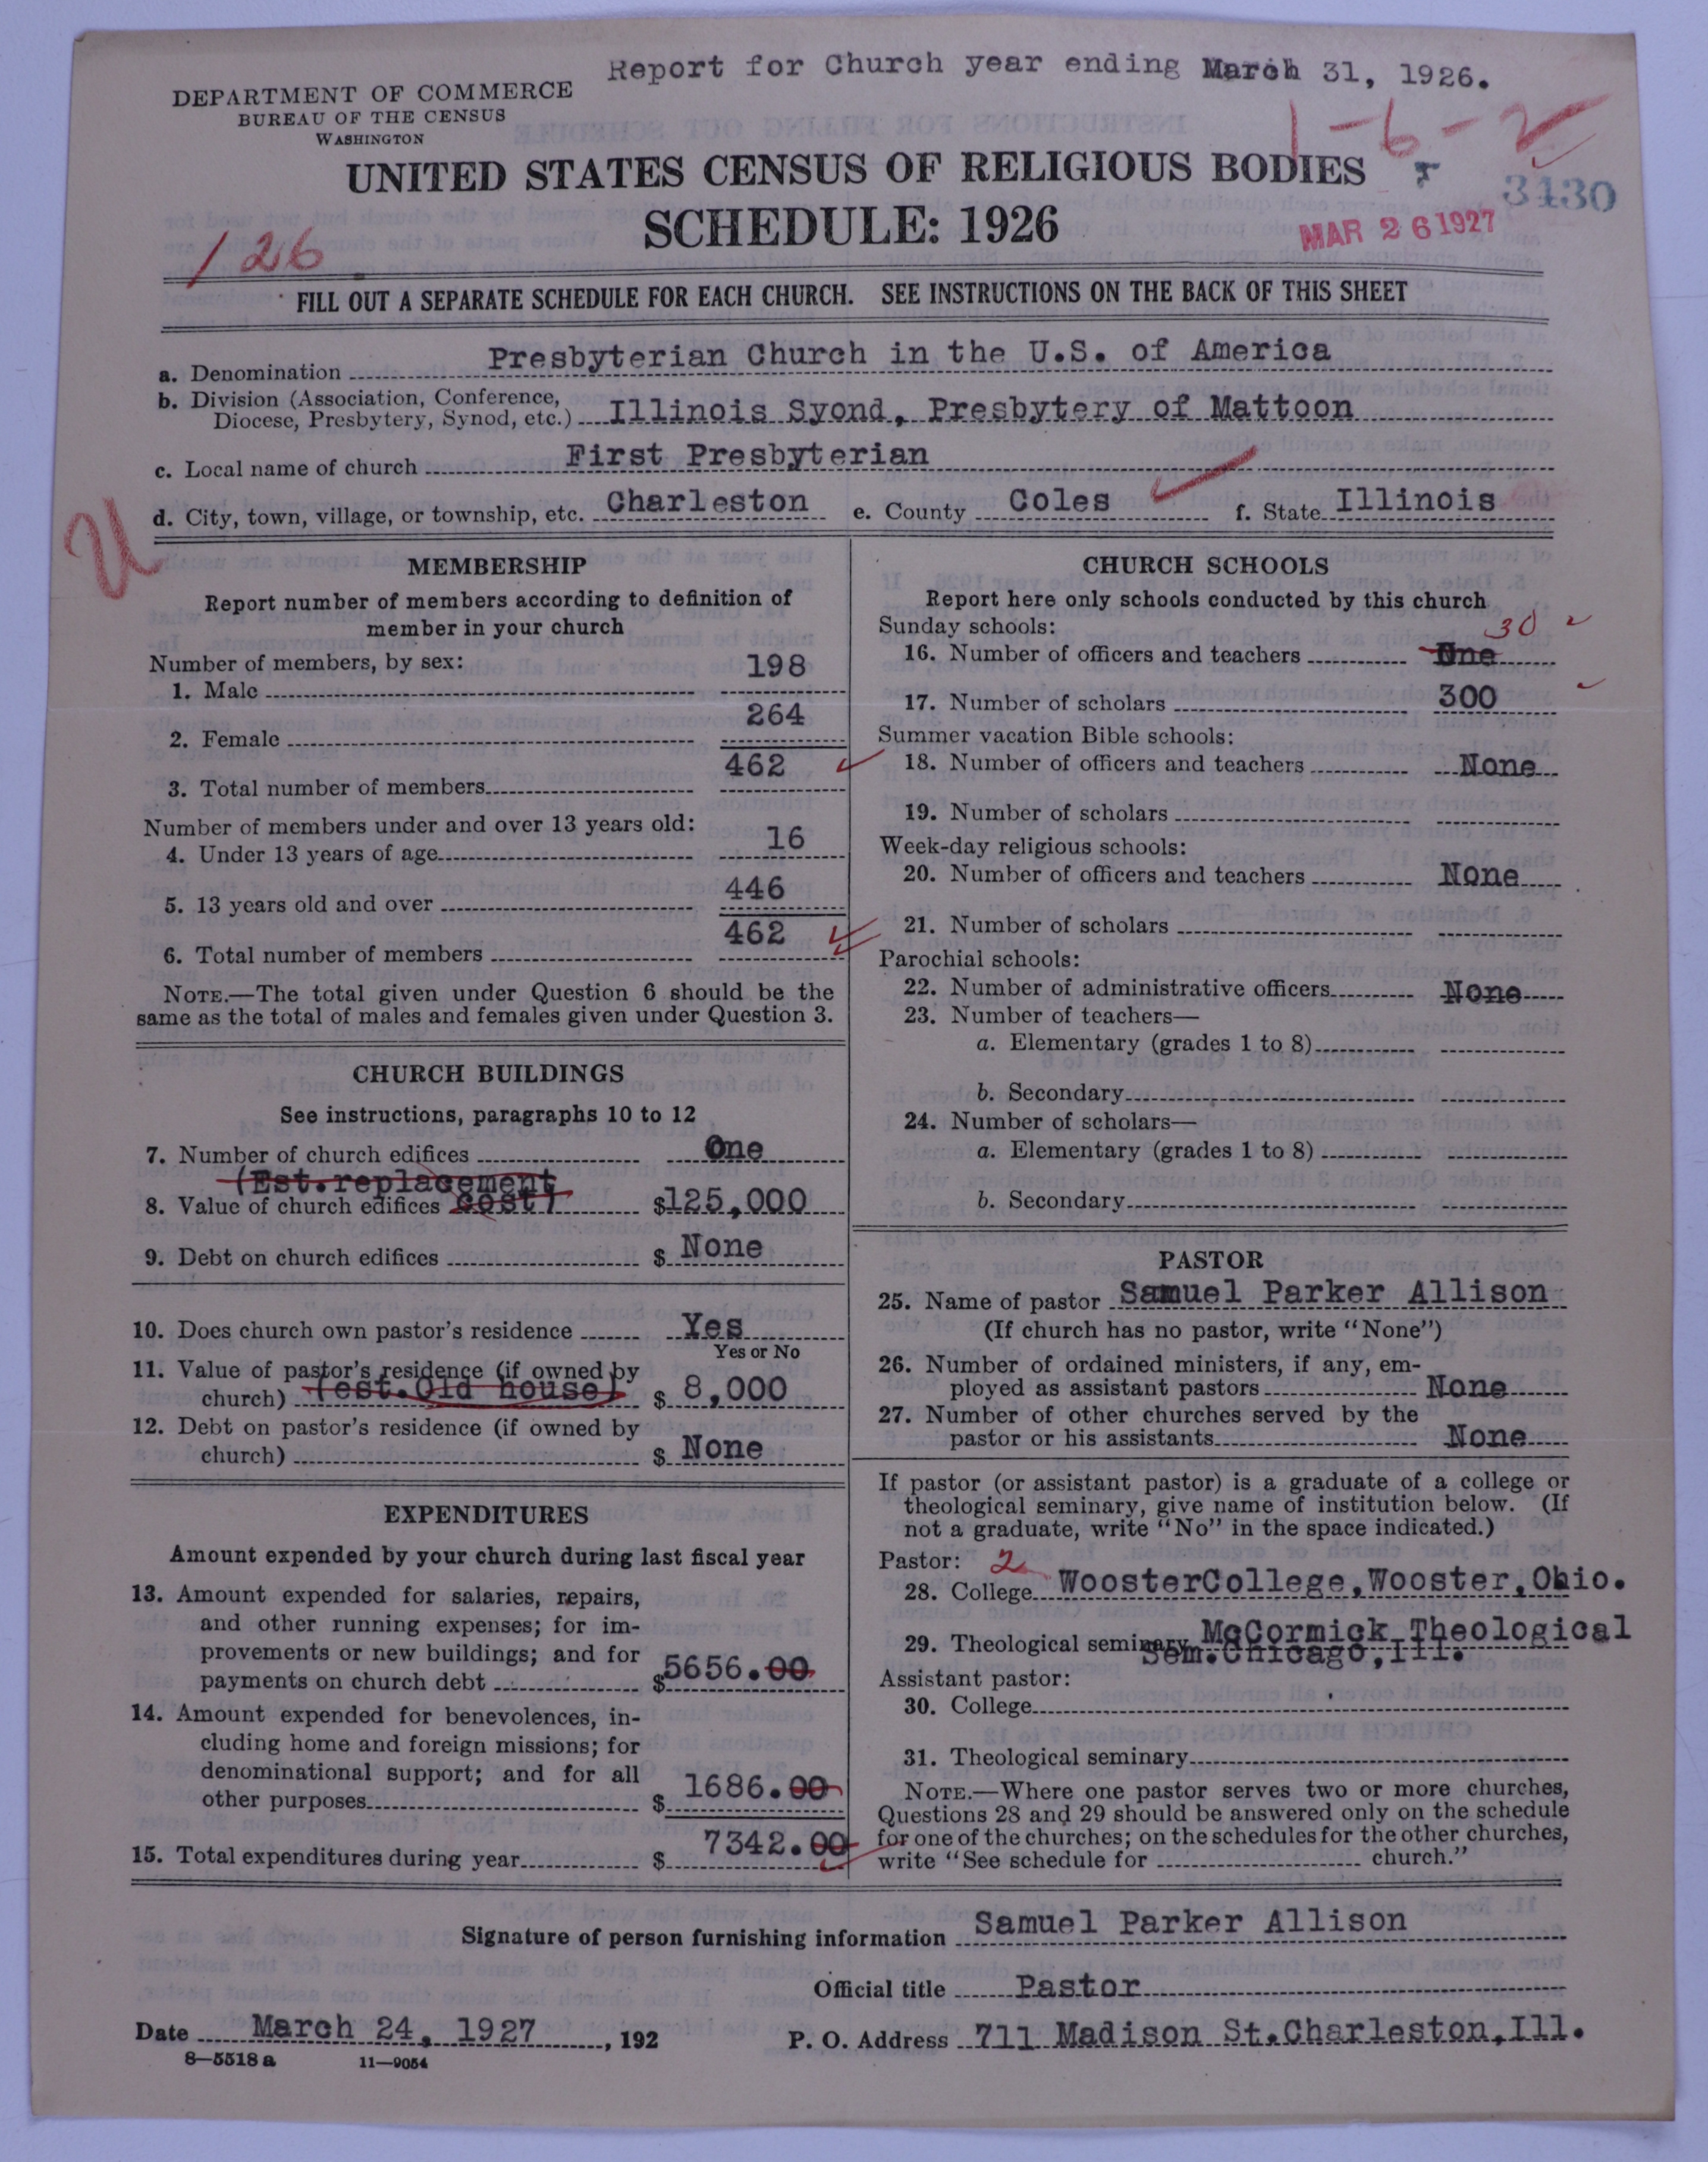 Report for Church year ending March 31, 1926.
DEPARTMENT OF COMMERCE
BUREAU OF THE CENSUS
WASHINGTON
1-6-2
UNITED STATES CENSUS OF RELIGIOUS BODIES
3430
SCHEDULE: 1926
MAR 26 1927
126
FILL OUT A SEPARATE SCHEDULE FOR EACH CHURCH. SEE INSTRUCTIONS ON THE BACK OF THIS SHEET
a. Denomination Presbyterian Church in the U.S. of America
b. Division (Association, Conference,
Diocese, Presbytery, Synod, etc.) Illinois Syond, Presbytery of Mattoon
c. Local name of church First Presbyterian
d. City, town, village, or township, etc. Charleston e. County Coles f. State Illinois
MEMBERSHIP
Report number of members according to definition of
member in your church
Number of members, by sex:
1. Male 198
2. Female 264
3. Total number of members 462
Number of members under and over 13 years old:
4. Under 13 years of age 16
5. 13 years old and over 446
6. Total number of members 462
NOTE.—The total given under Question 6 should be the
same as the total of males and females given under Question 3.
CHURCH BUILDINGS
See instructions, paragraphs 10 to 12
7. Number of church edifices One
(Est.replacement
8. Value of church edifices cost) $125,000
9. Debt on church edifices $ None
10. Does church own pastor's residence Yes
Yes or No
11. Value of pastor's residence (if owned by
church) (est.Old house) $ 8,000
12. Debt on pastor's residence (if owned by
church) $ None
EXPENDITURES
Amount expended by your church during last fiscal year
13. Amount expended for salaries, repairs,
and other running expenses; for im-
provements or new buildings; and for
payments on church debt $5656.00
14. Amount expended for benevolences, in-
cluding home and foreign missions; for
denominational support; and for all
other purposes $ 1686.00
15. Total expenditures during year $ 7342.00
CHURCH SCHOOLS
Report here only schools conducted by this church
Sunday schools: 30
16. Number of officers and teachers One
17. Number of scholars 300
Summer vacation Bible schools:
18. Number of officers and teachers None
19. Number of scholars
Week-day religious schools:
20. Number of officers and teachers None
21. Number of scholars
Parochial schools:
22. Number of administrative officers None
23. Number of teachers—
a. Elementary (grades 1 to 8)
b. Secondary
24. Number of scholars—
a. Elementary (grades 1 to 8)
b. Secondary
PASTOR
25. Name of pastor Samuel Parker Allison
(If church has no pastor, write "None")
26. Number of ordained ministers, if any, em-
ployed as assistant pastors None
27. Number of other churches served by the
pastor or his assistants None
If pastor (or assistant pastor) is a graduate of a college or
theological seminary, give name of institution below. (If
not a graduate, write "No" in the space indicated.)
Pastor: 2
28. College WoosterCollege,Wooster,Ohio.
29. Theological seminary McCormick Theological
Sem.Chicago,Ill.
Assistant pastor:
30. College
31. Theological seminary
NOTE.—Where one pastor serves two or more churches,
Questions 28 and 29 should be answered only on the schedule
for one of the churches; on the schedules for the other churches,
write "See schedule for church."
Signature of person furnishing information Samuel Parker Allison
Official title Pastor
Date March 24, 1927, 192 P. O. Address 711 Madison St.Charleston,Ill.
8—5518 a 11—9054